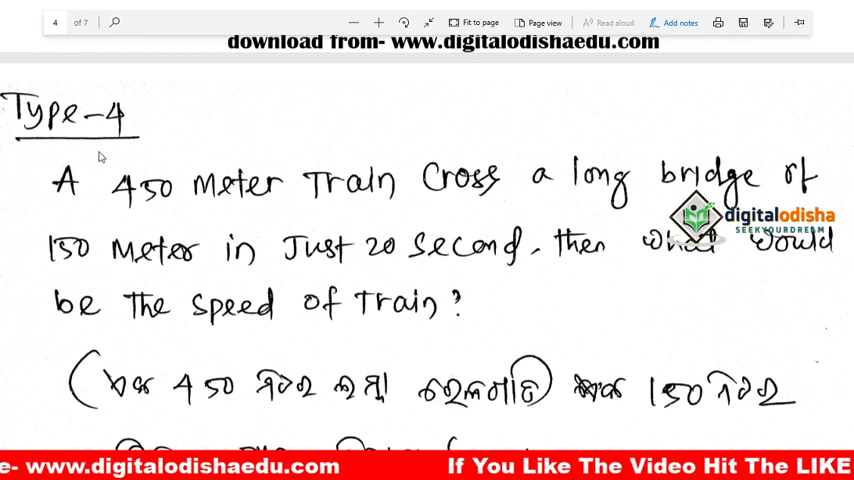 4 of 7 Fit to page Page view Read aloud Add notes
download from- www.digitalodishaedu.com
Type-4
A 450 Meter Train Cross a long bridge of
150 Meter in Just 20 Second, then what would
be the speed of Train?
digitalodisha
SEEKYOURDREAM
(ଏକ 450 ମିଟର ଲମ୍ବା ରେଳଗାଡି ଏକ 150 ମିଟର
e- www.digitalodishaedu.com If You Like The Video Hit The LIKE